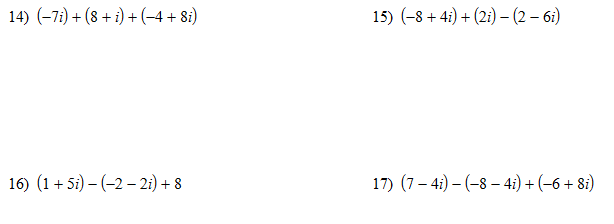 14) (−7i) + (8 + i) + (−4 + 8i)
15) (−8 + 4i) + (2i) − (2 − 6i)
16) (1 + 5i) − (−2 − 2i) + 8
17) (7 − 4i) − (−8 − 4i) + (−6 + 8i)